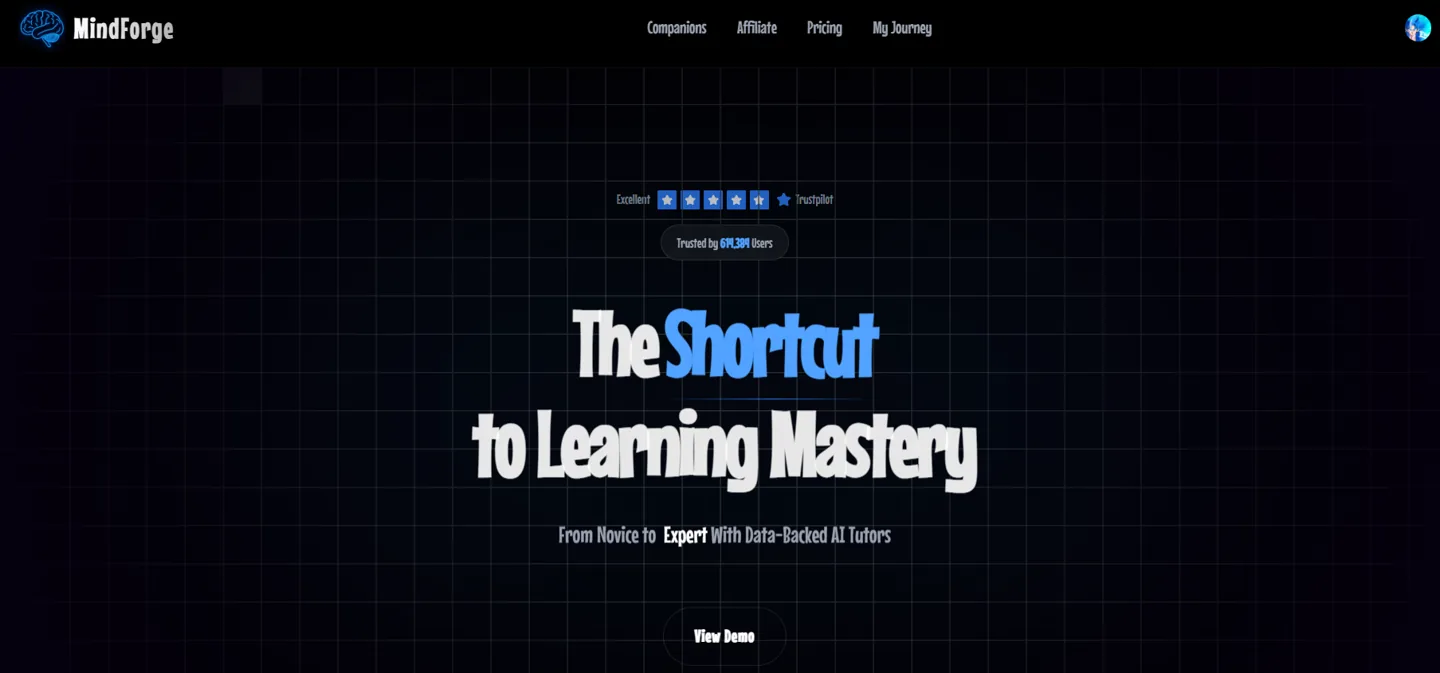 MindForge
Companions Affiliate Pricing My Journey
Excellent Trustpilot
Trusted by 614,384 Users
The Shortcut
to Learning Mastery
From Novice to Expert With Data-Backed AI Tutors
View Demo